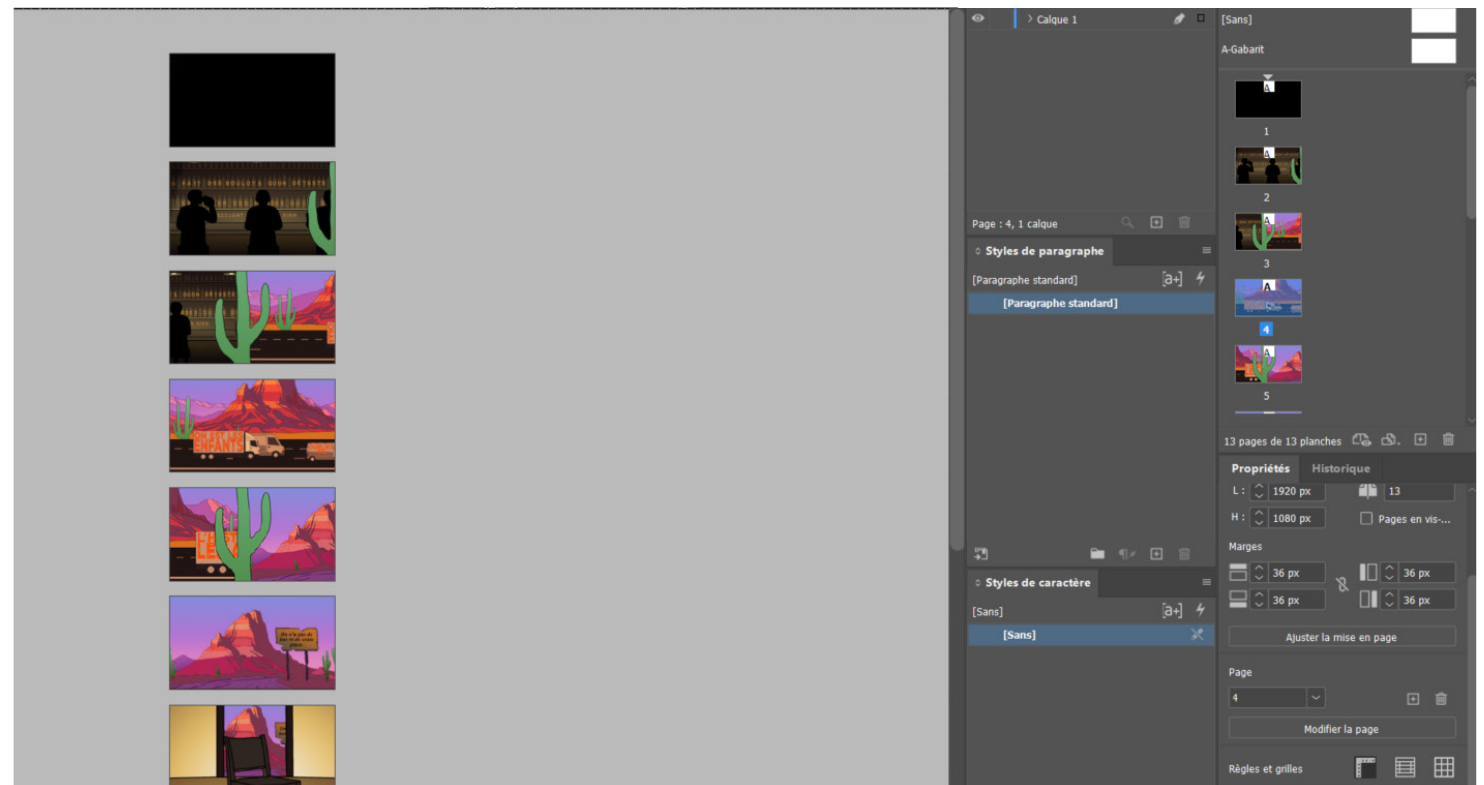 Calque 1
Page : 4, 1 calque
Styles de paragraphe
[Paragraphe standard]
[a+]
[Paragraphe standard]
Styles de caractère
[Sans]
[a+]
[Sans]
[Sans]
A-Gabarit
A
1
A
2
A
3
A
4
A
5
13 pages de 13 planches
Propriétés
Historique
L : 1920 px
13
H : 1080 px
Pages en vis-...
Marges
36 px
36 px
36 px
36 px
Ajuster la mise en page
Page
4
Modifier la page
Règles et grilles
ENFANTS